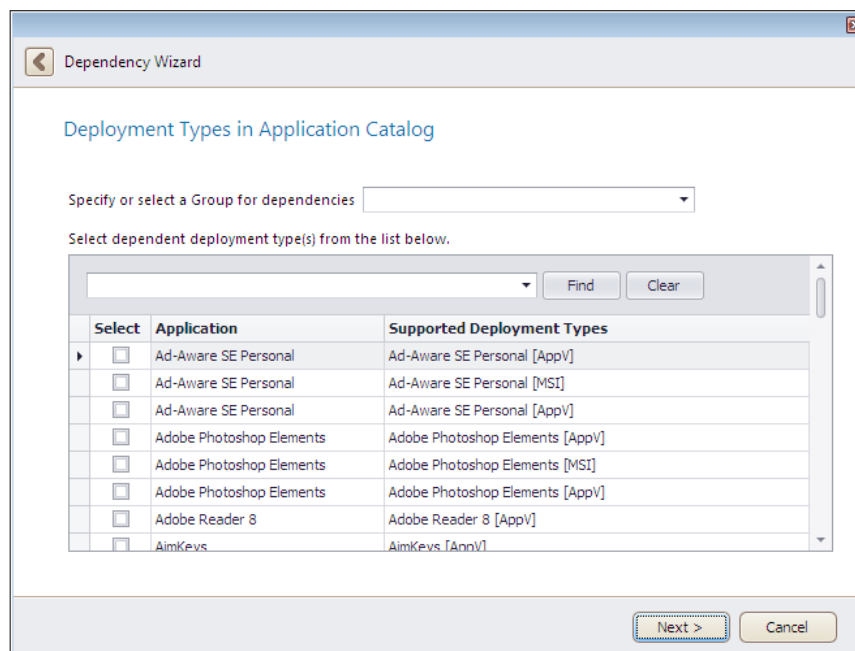 Dependency Wizard
Deployment Types in Application Catalog
Specify or select a Group for dependencies
Select dependent deployment type(s) from the list below.
Find Clear
Select Application Supported Deployment Types
Ad-Aware SE Personal Ad-Aware SE Personal [AppV]
Ad-Aware SE Personal Ad-Aware SE Personal [MSI]
Ad-Aware SE Personal Ad-Aware SE Personal [AppV]
Adobe Photoshop Elements Adobe Photoshop Elements [AppV]
Adobe Photoshop Elements Adobe Photoshop Elements [MSI]
Adobe Photoshop Elements Adobe Photoshop Elements [AppV]
Adobe Reader 8 Adobe Reader 8 [AppV]
AimKeys AimKeys [AppV]
Next > Cancel